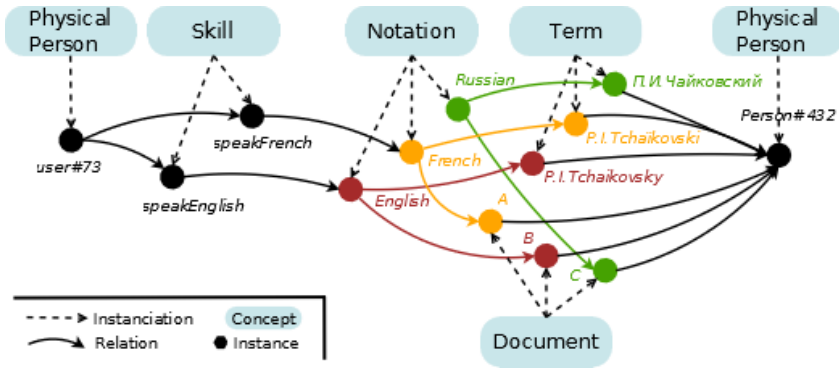 Physical
Person
Skill
Notation
Term
Physical
Person
Russian
П.И.Чайковский
Person#432
speakFrench
French
P.I.Tchaïkovski
user#73
P.I.Tchaikovsky
speakEnglish
English
A
B
C
Instanciation
Concept
Relation
Instance
Document